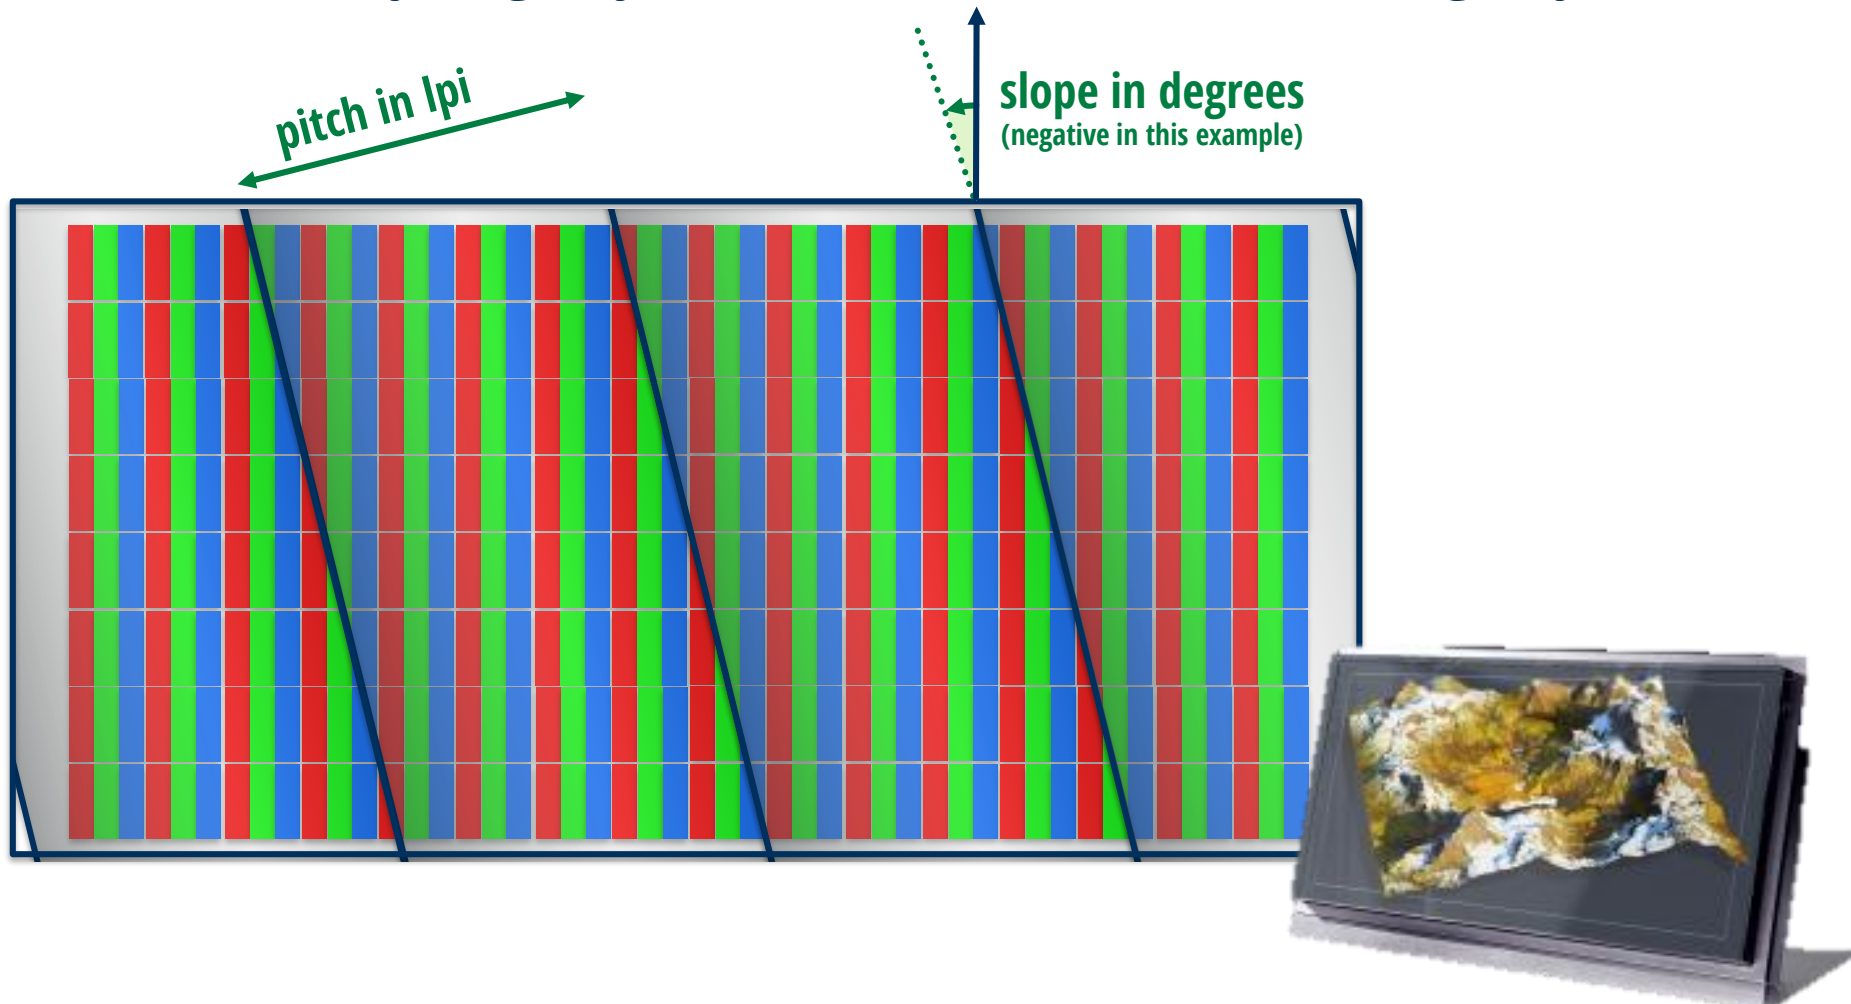 pitch in lpi
slope in degrees
(negative in this example)